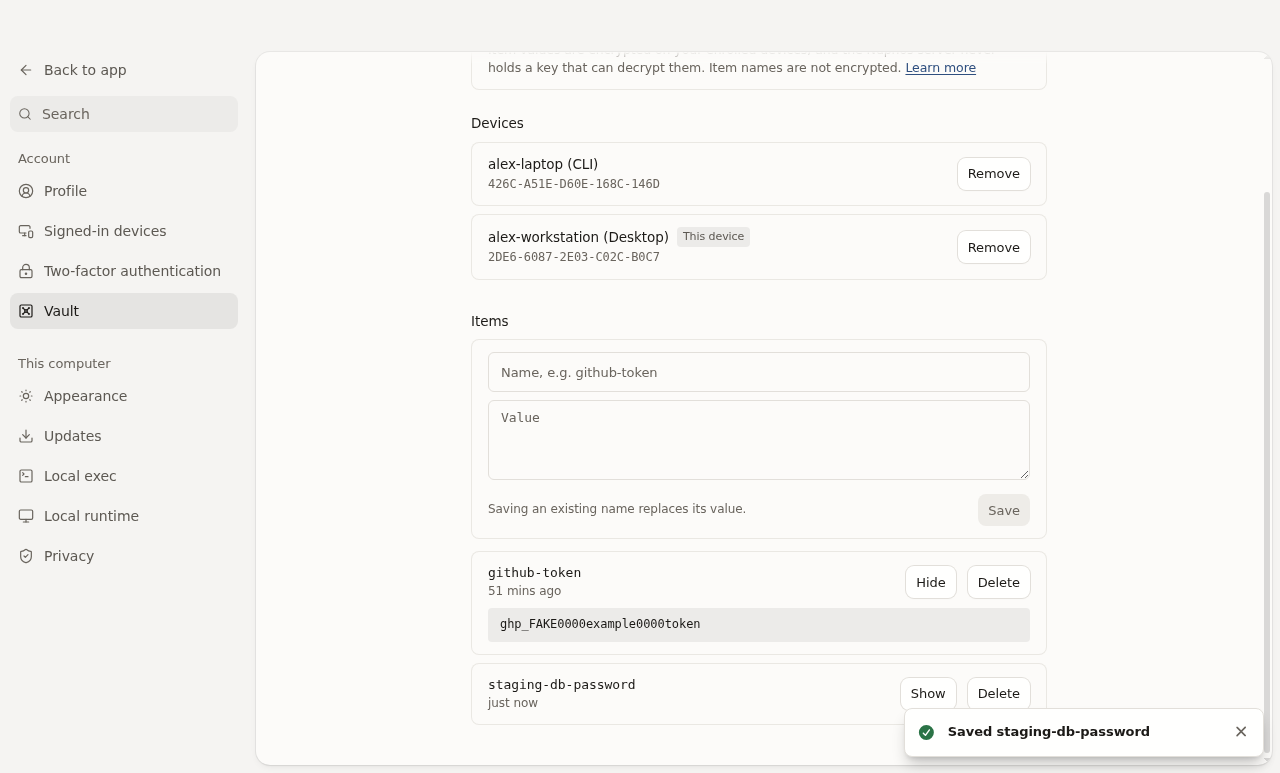 Back to app
Search
Account
Profile
Signed-in devices
Two-factor authentication
Vault
This computer
Appearance
Updates
Local exec
Local runtime
Privacy
holds a key that can decrypt them. Item names are not encrypted. Learn more
Devices
alex-laptop (CLI)
426C-A51E-D60E-168C-146D
Remove
alex-workstation (Desktop) This device
2DE6-6087-2E03-C02C-B0C7
Remove
Items
Name, e.g. github-token
Value
Saving an existing name replaces its value.
Save
github-token
51 mins ago
Hide
Delete
ghp_FAKE0000example0000token
staging-db-password
just now
Show
Delete
Saved staging-db-password